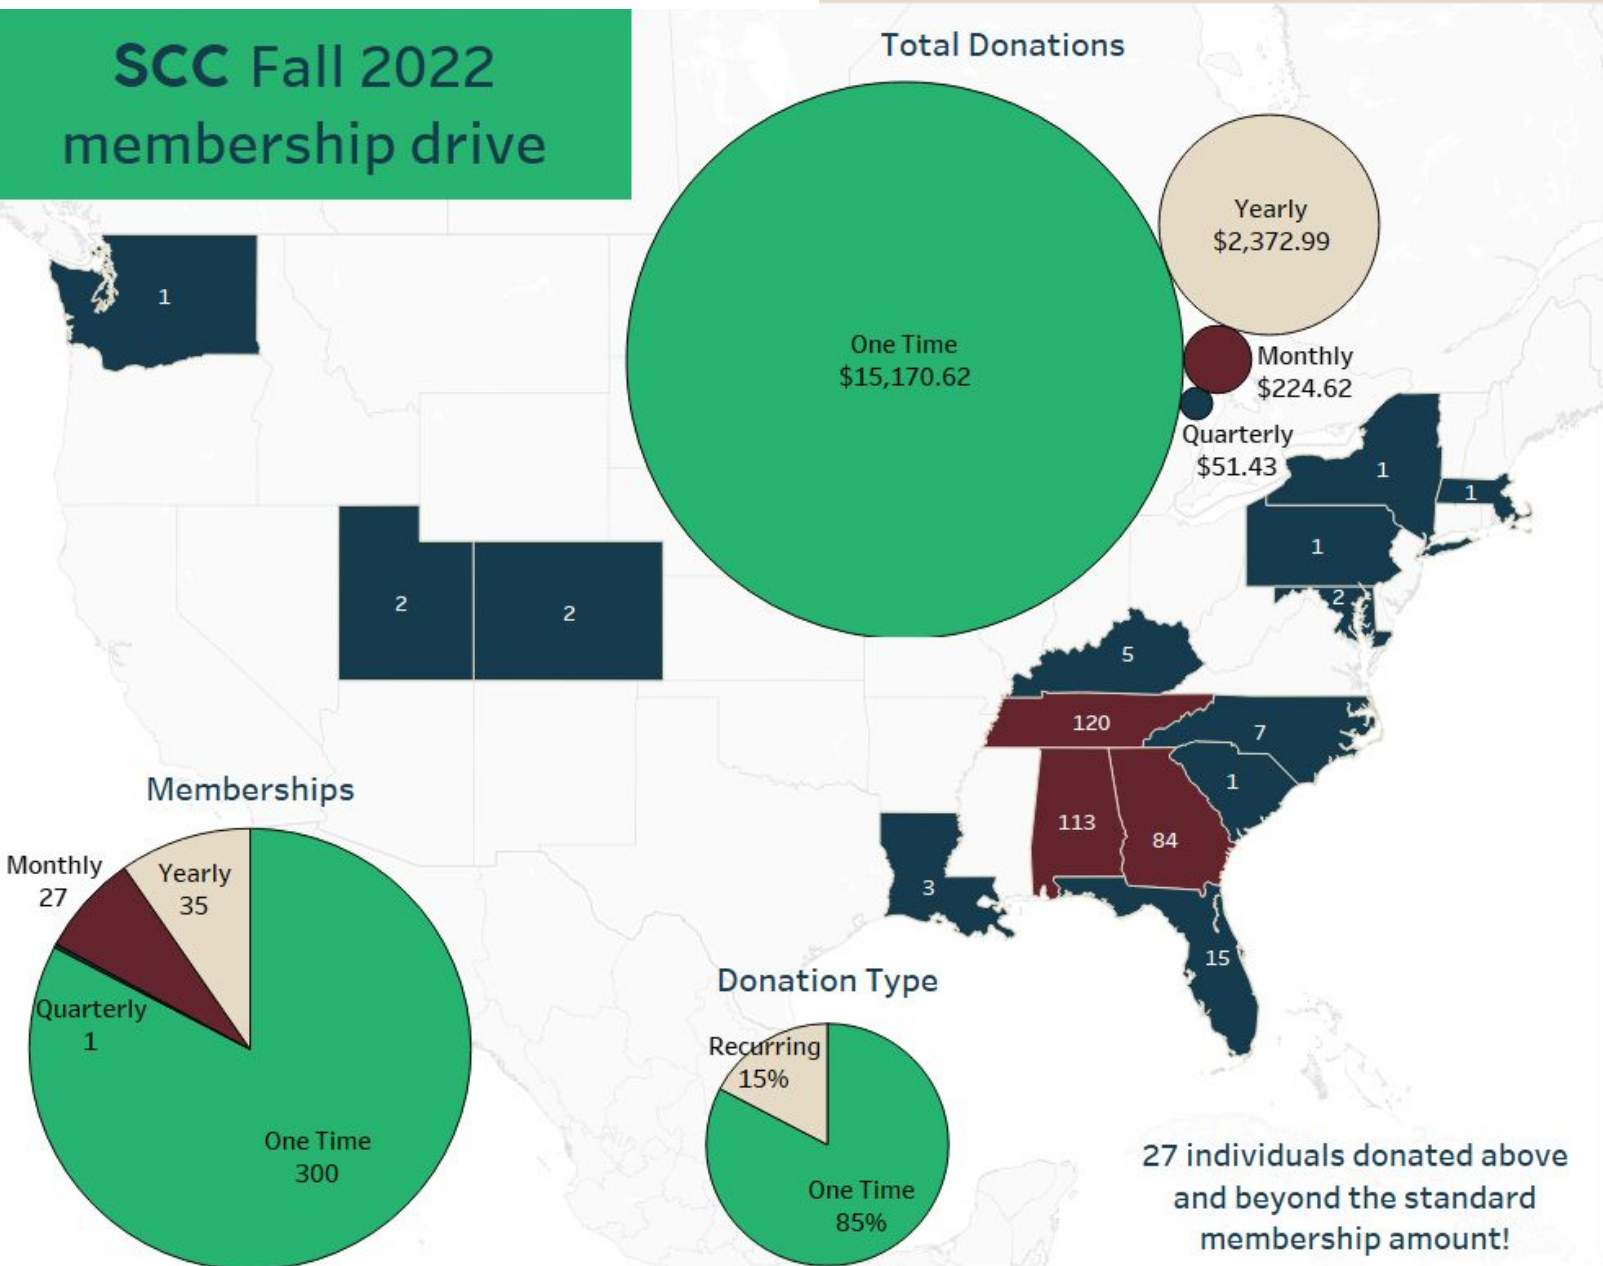 SCC Fall 2022
membership drive
Total Donations
Yearly
$2,372.99
One Time
$15,170.62
Monthly
$224.62
Quarterly
$51.43
1
1
1
1
2
2
2
5
120
7
1
113
84
3
15
Memberships
Monthly
27
Yearly
35
Quarterly
1
One Time
300
Donation Type
Recurring
15%
One Time
85%
27 individuals donated above
and beyond the standard
membership amount!